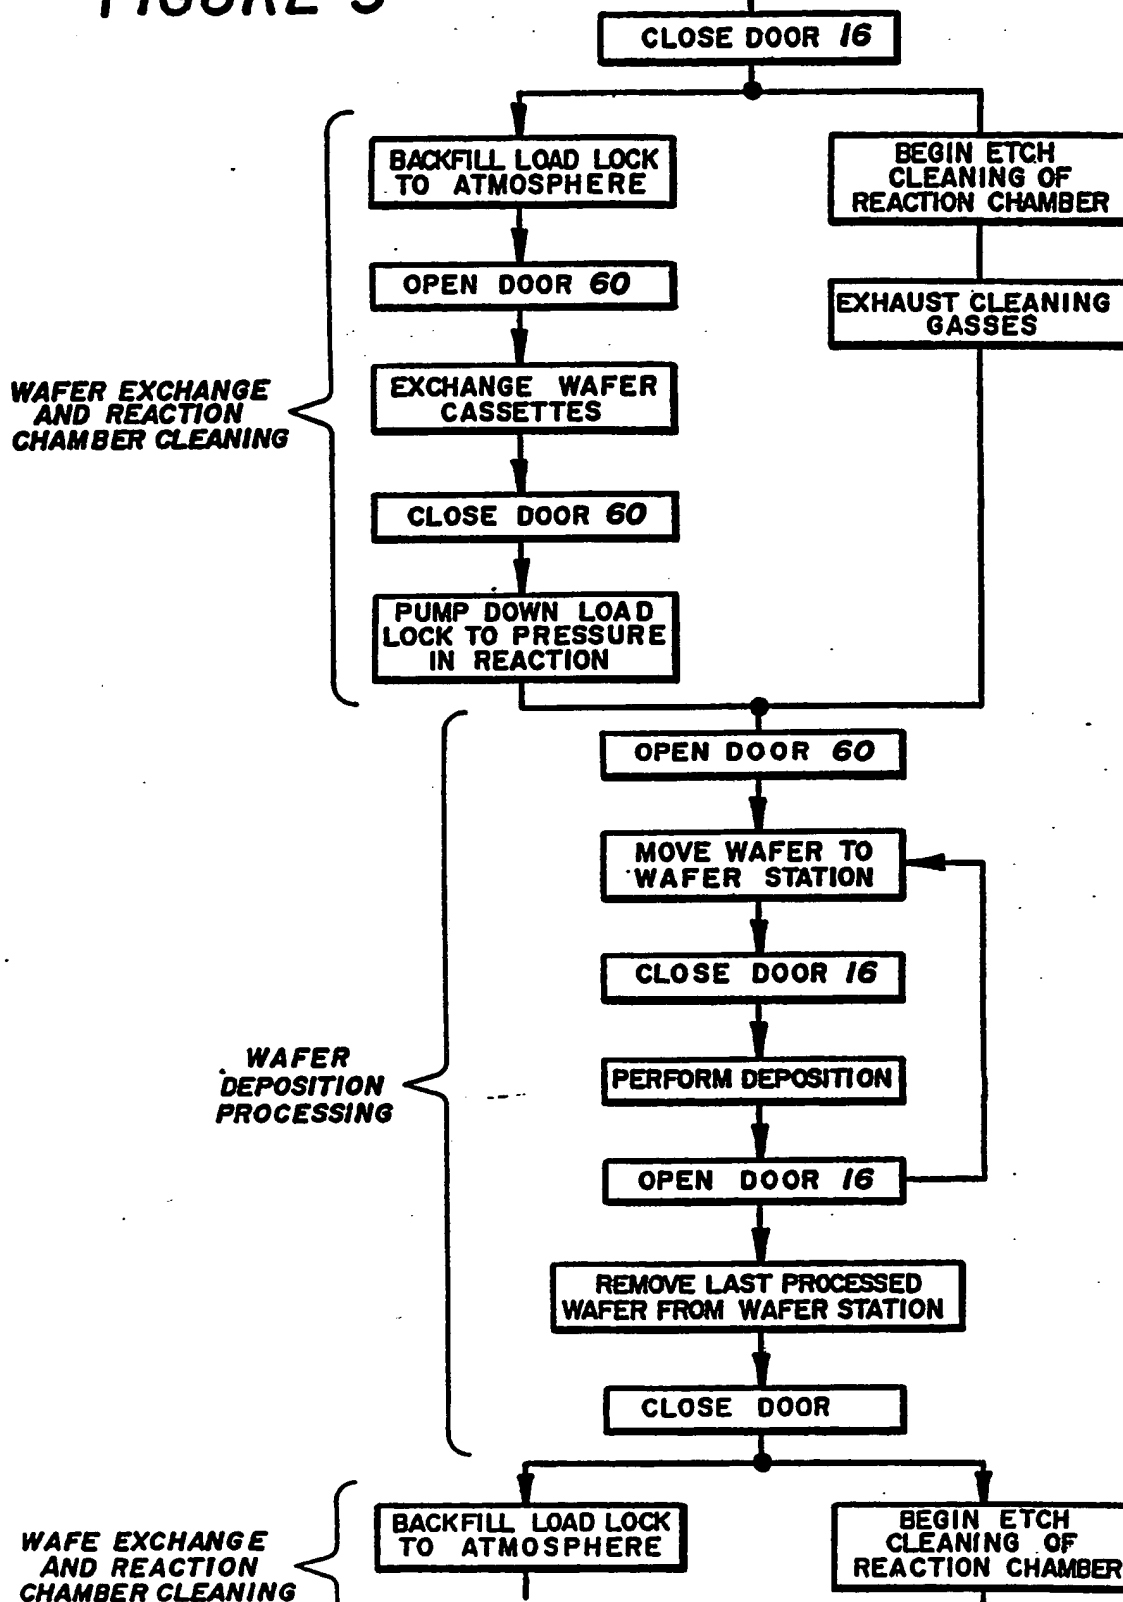 FIGURE 3
CLOSE DOOR 16
BACKFILL LOAD LOCK
TO ATMOSPHERE
BEGIN ETCH
CLEANING OF
REACTION CHAMBER
OPEN DOOR 60
EXHAUST CLEANING
GASSES
EXCHANGE WAFER
CASSETTES
WAFER EXCHANGE
AND REACTION
CHAMBER CLEANING
CLOSE DOOR 60
PUMP DOWN LOAD
LOCK TO PRESSURE
IN REACTION
OPEN DOOR 60
MOVE WAFER TO
WAFER STATION
CLOSE DOOR 16
WAFER
DEPOSITION
PROCESSING
PERFORM DEPOSITION
OPEN DOOR 16
REMOVE LAST PROCESSED
WAFER FROM WAFER STATION
CLOSE DOOR
BACKFILL LOAD LOCK
TO ATMOSPHERE
BEGIN ETCH
CLEANING OF
REACTION CHAMBER
WAFE EXCHANGE
AND REACTION
CHAMBER CLEANING